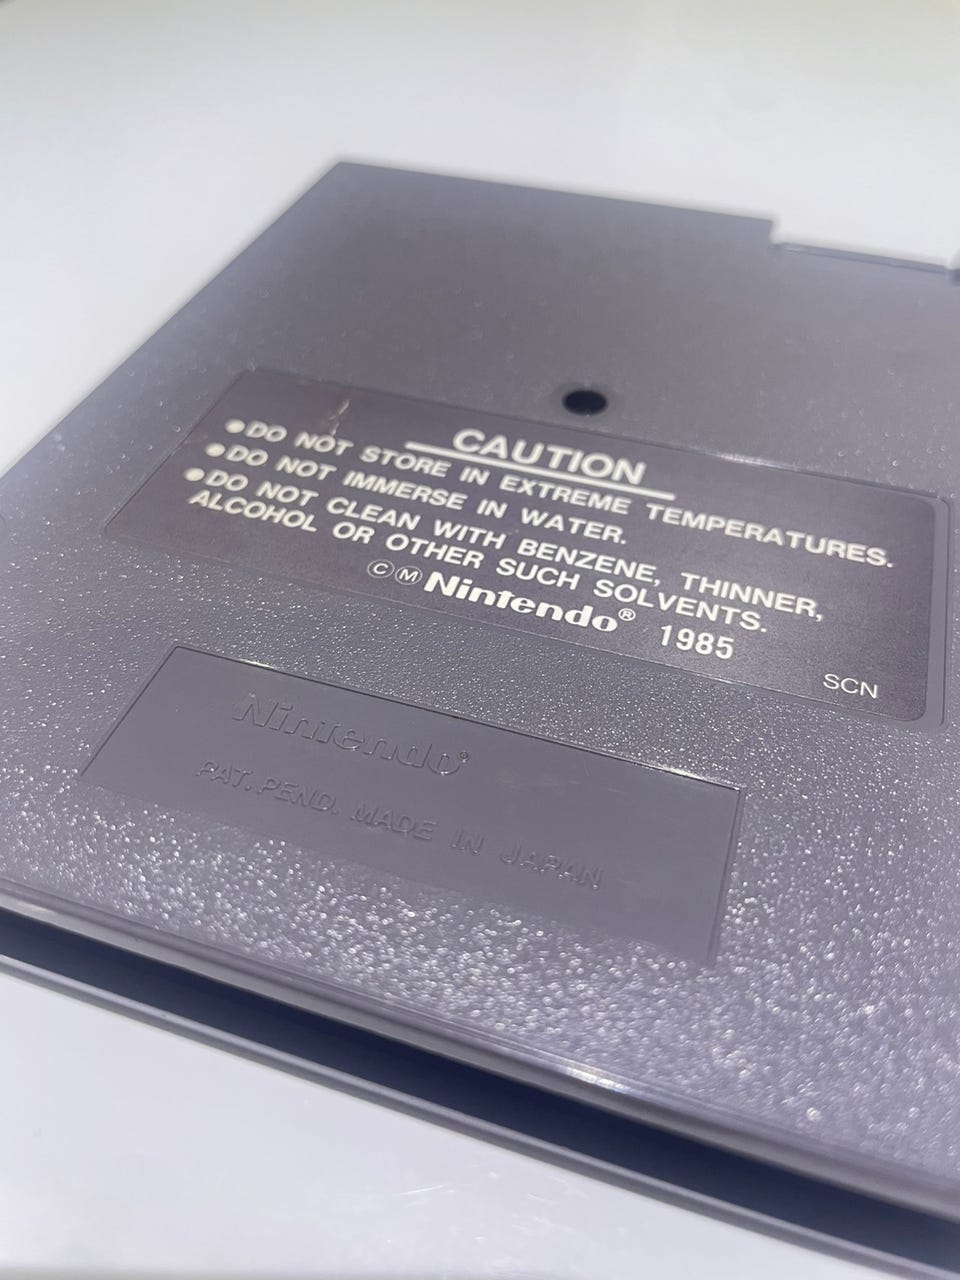 CAUTION
●DO NOT STORE IN EXTREME TEMPERATURES.
●DO NOT IMMERSE IN WATER.
●DO NOT CLEAN WITH BENZENE, THINNER,
ALCOHOL OR OTHER SUCH SOLVENTS.
ⒸⓂNintendo® 1985
SCN
Nintendo®
PAT. PEND. MADE IN JAPAN